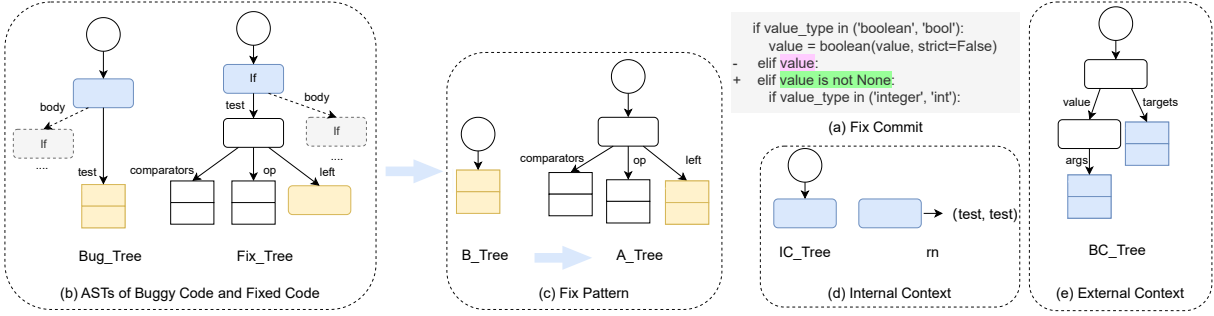 If
body
body
test
If
If
....
....
test
comparators
op
left
Bug_Tree
Fix_Tree
(b) ASTs of Buggy Code and Fixed Code
comparators
op
left
B_Tree
A_Tree
(c) Fix Pattern
if value_type in ('boolean', 'bool'):
value = boolean(value, strict=False)
- elif value:
+ elif value is not None:
if value_type in ('integer', 'int'):
(a) Fix Commit
(test, test)
IC_Tree
rn
(d) Internal Context
value
targets
args
BC_Tree
(e) External Context